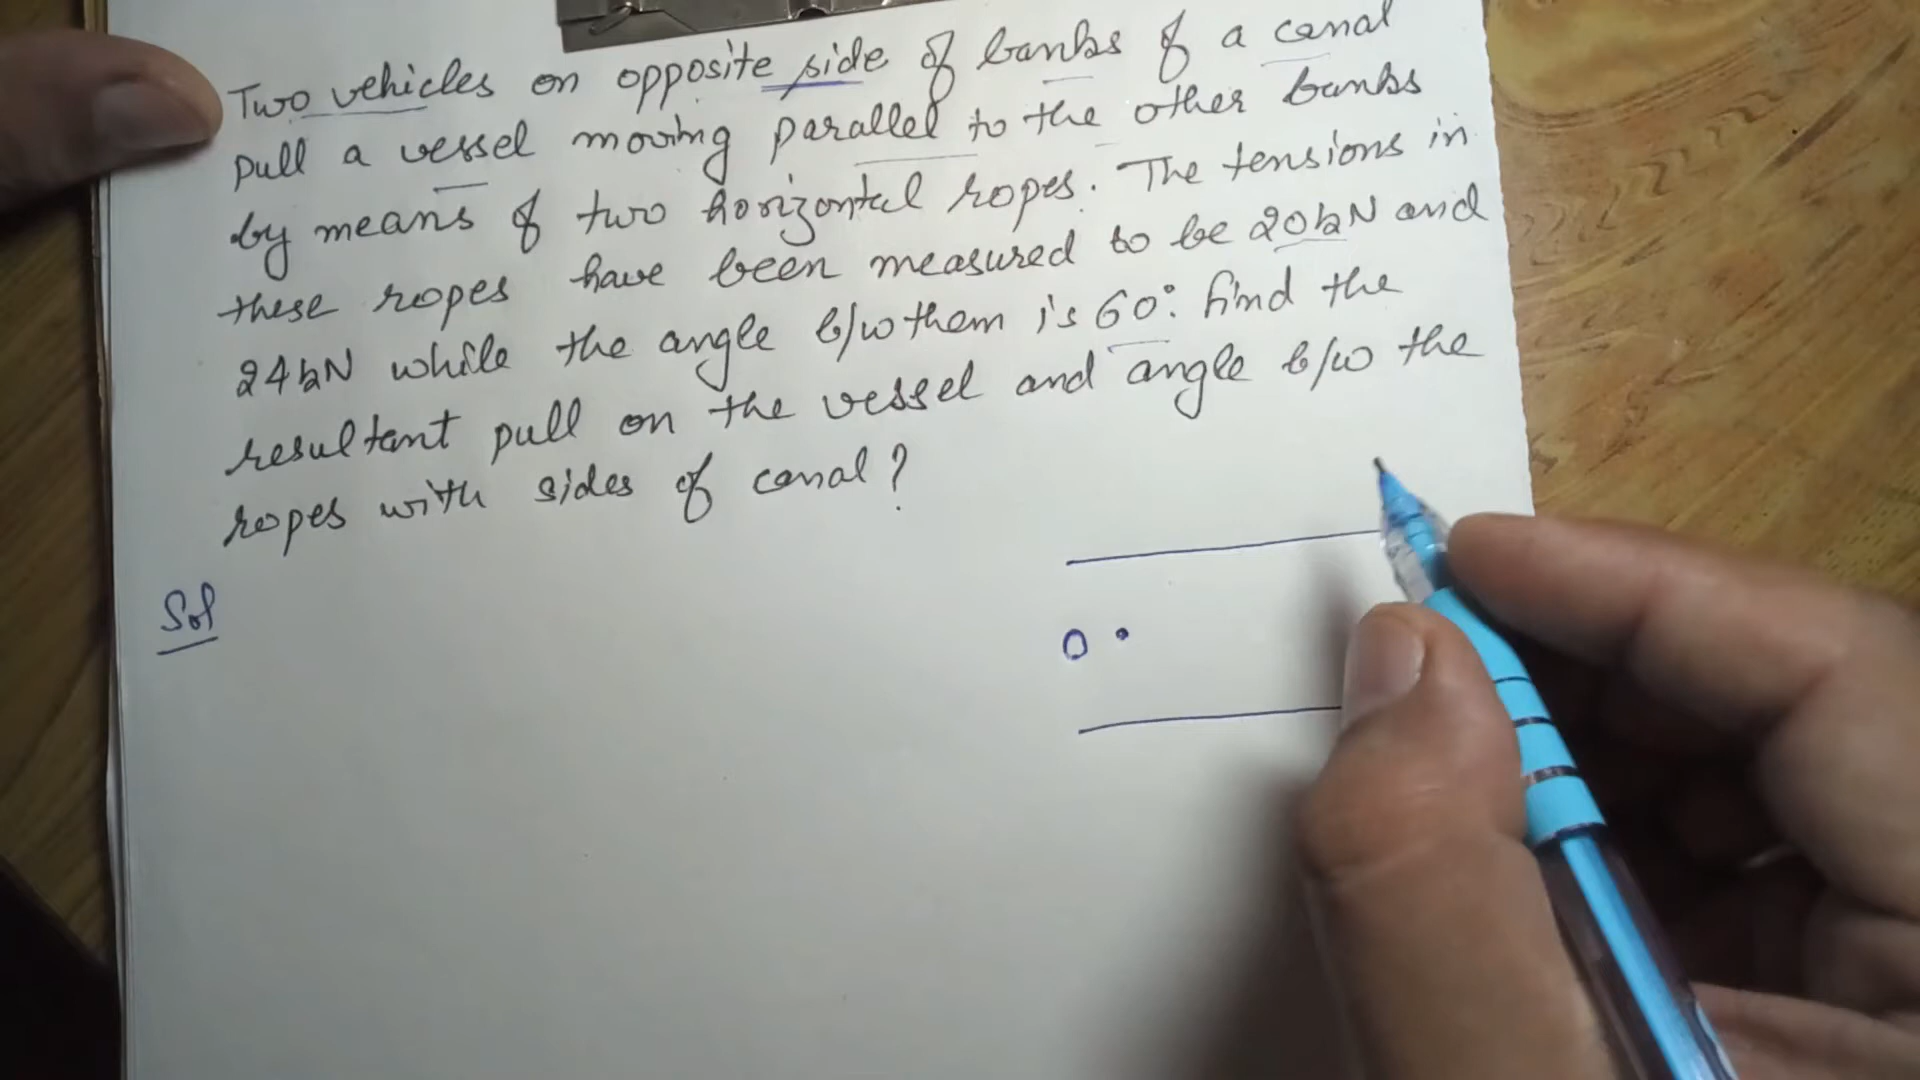 Two vehicles on opposite side of banks of a canal
pull a vessel moving parallel to the other banks
by means of two horizontal ropes. The tensions in
these ropes have been measured to be 20kN and
24kN while the angle b/w them is 60°. find the
resultant pull on the vessel and angle b/w the
ropes with sides of canal?
Sol
O